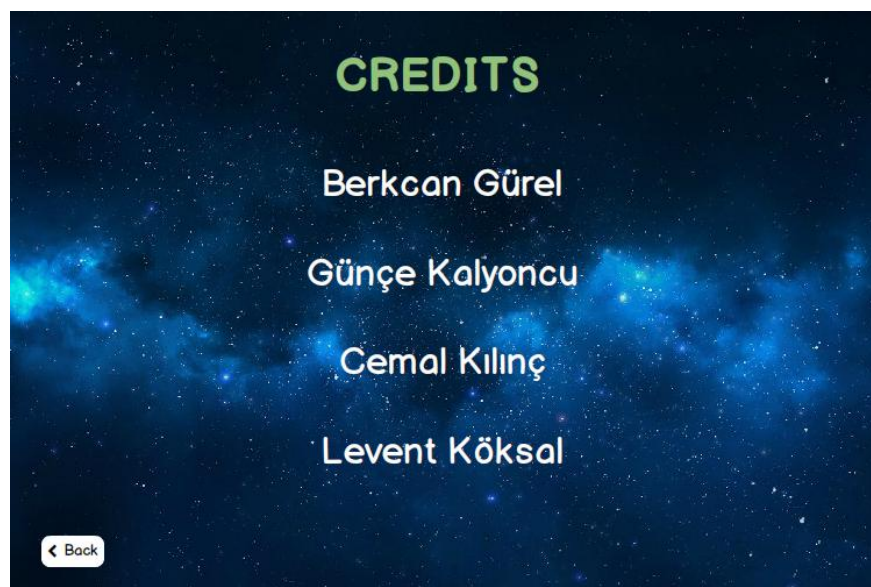 CREDITS
Berkcan Gürel
Günçe Kalyoncu
Cemal Kılınç
Levent Köksal
Back